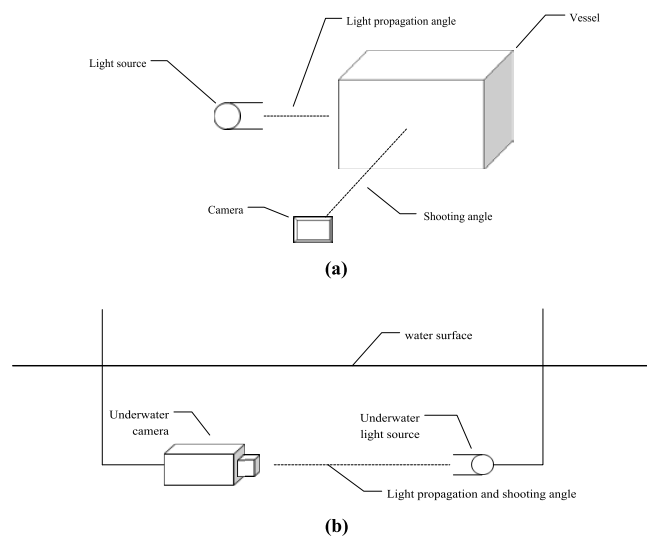 Light propagation angle
Vessel
Light source
Camera
Shooting angle
(a)
water surface
Underwater
camera
Underwater
light source
Light propagation and shooting angle
(b)